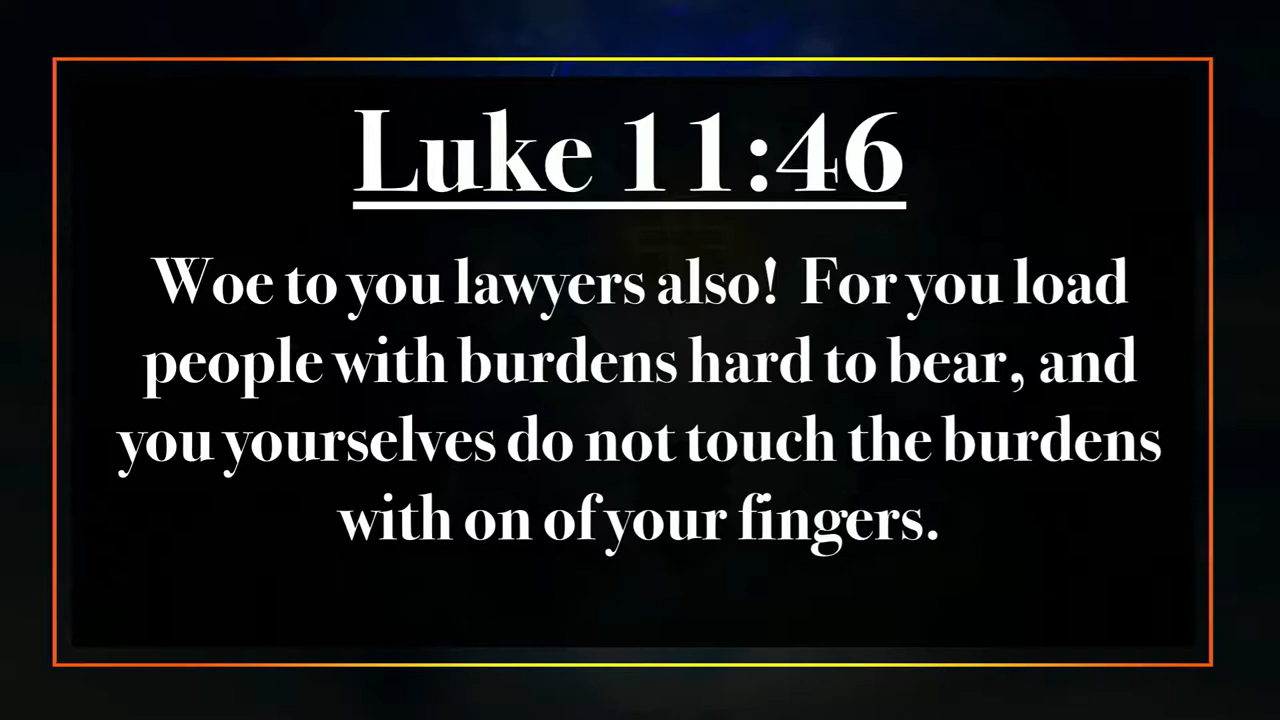 Luke 11:46
Woe to you lawyers also!  For you load
people with burdens hard to bear, and
you yourselves do not touch the burdens
with on of your fingers.